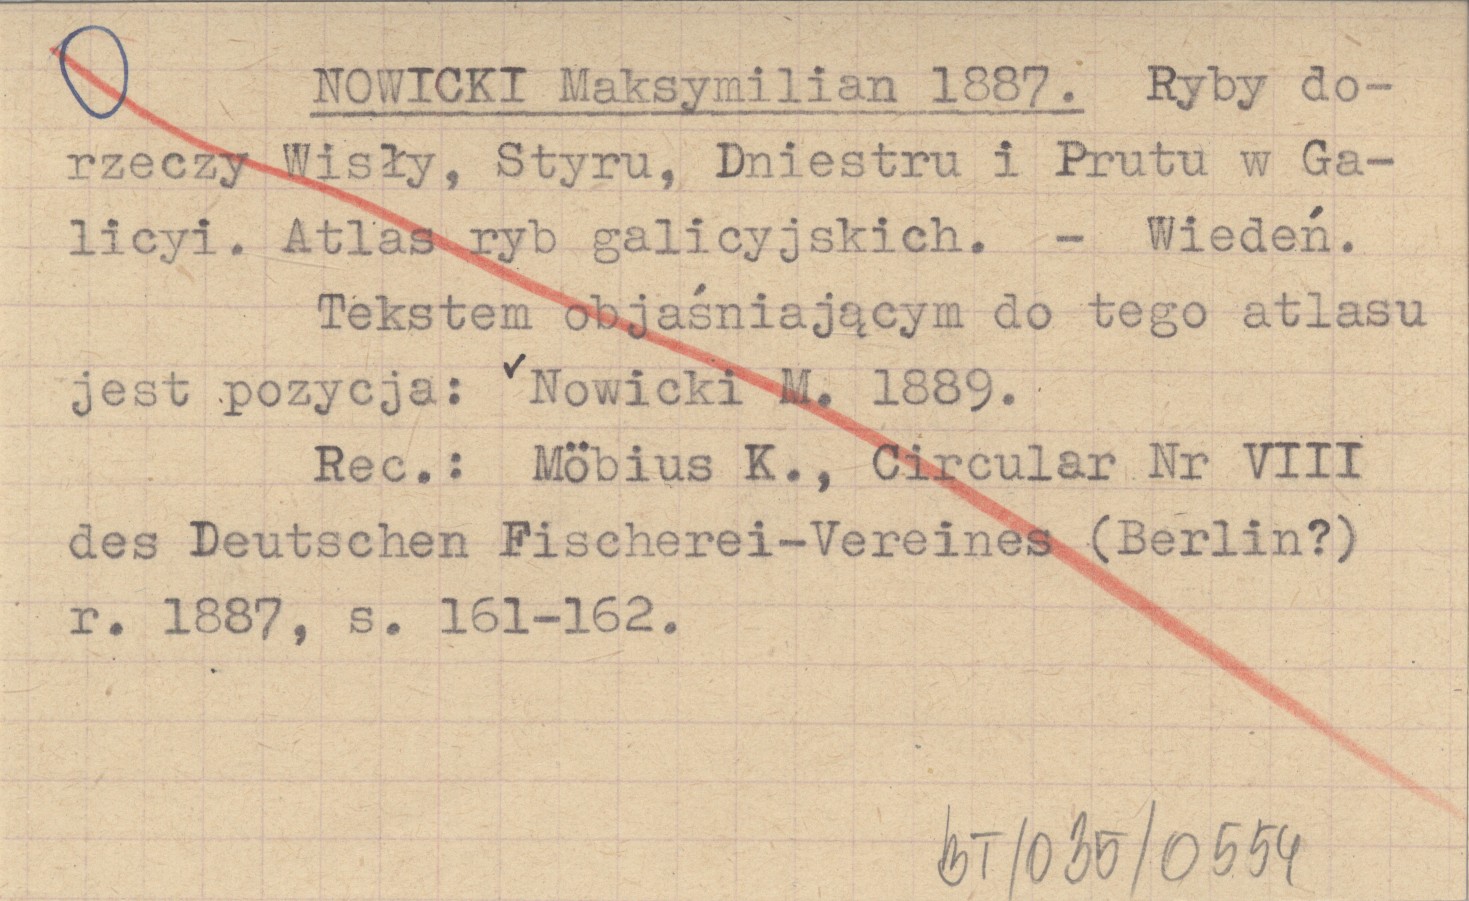 NOWICKI Maksymilian 1887. Ryby do-
rzeczy Wisły, Styru, Dniestru i Prutu w Ga-
licyi. Atlas ryb galicyjskich. - Wiedeń.
Tekstem objaśniającym do tego atlasu
jest pozycja: ✓Nowicki M. 1889.
Rec.: Möbius K., Circular Nr VIII
des Deutschen Fischerei-Vereines (Berlin?)
r. 1887, s. 161-162.
BT/035/0554